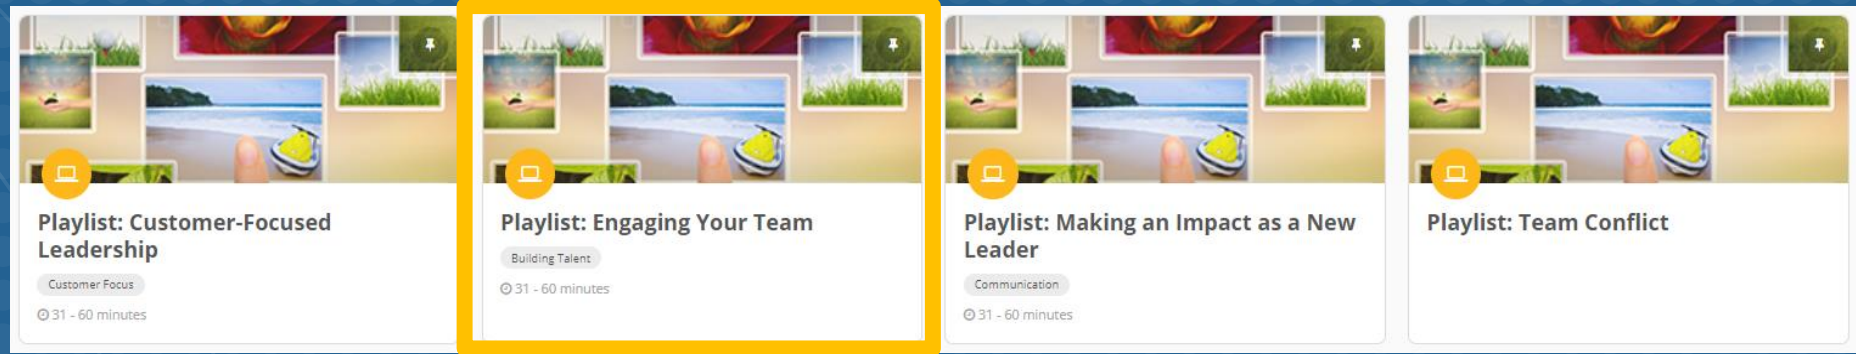 Playlist: Customer-Focused
Leadership
Customer Focus
31 - 60 minutes
Playlist: Engaging Your Team
Building Talent
31 - 60 minutes
Playlist: Making an Impact as a New
Leader
Communication
31 - 60 minutes
Playlist: Team Conflict